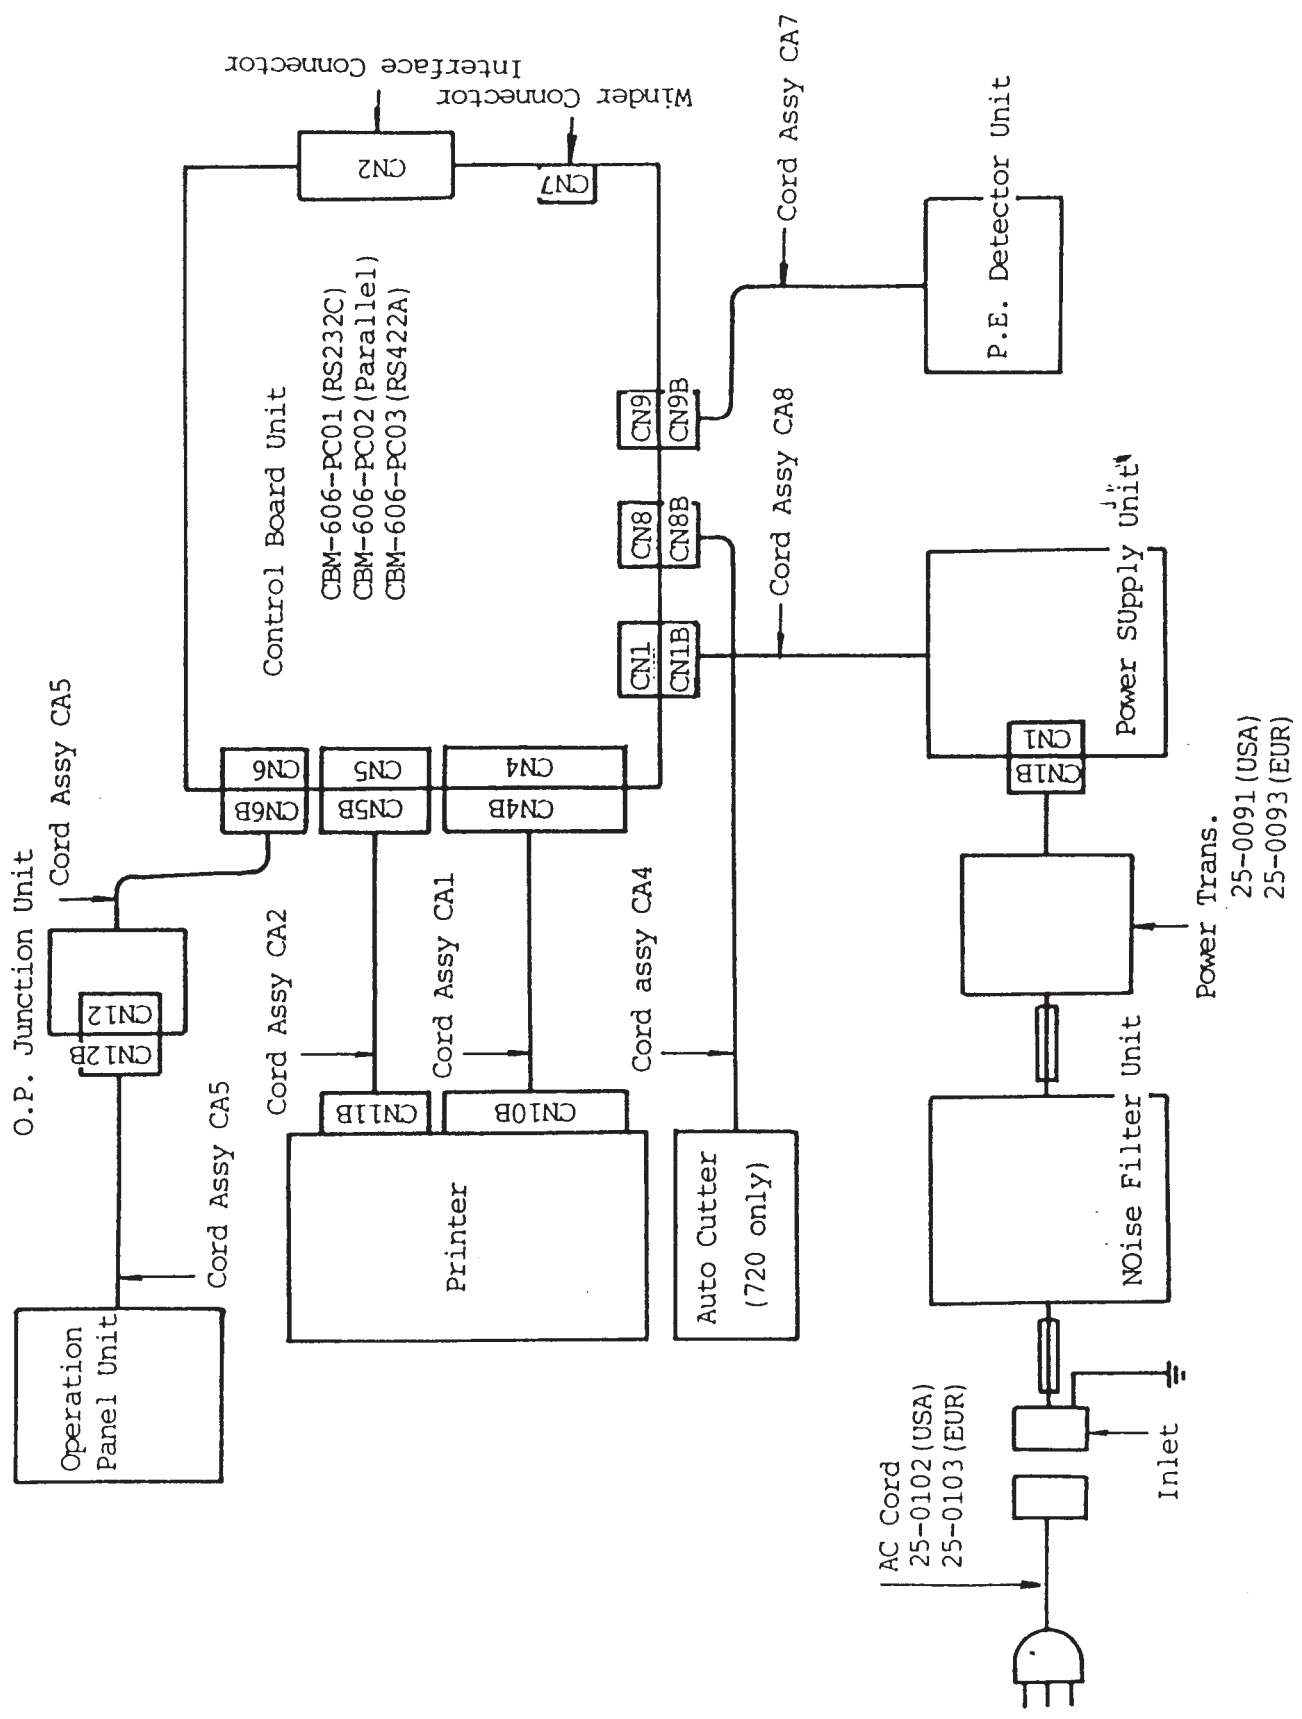 Operation
Panel Unit
Cord Assy CA5
O.P. Junction Unit
CN12B
CN12
Cord Assy CA5
CN6B
CN6
CN5B
CN5
CN4B
CN4
Control Board Unit
CBM-606-PC01(RS232C)
CBM-606-PC02(Parallel)
CBM-606-PC03(RS422A)
CN2
Interface Connector
CN7
Winder Connector
Printer
CN11B
CN10B
Cord Assy CA2
Cord Assy CA1
Auto Cutter
(720 only)
Cord assy CA4
CN1
CN1B
CN8
CN8B
CN9
CN9B
Cord Assy CA8
Cord Assy CA7
P.E. Detector Unit
AC Cord
25-0102(USA)
25-0103(EUR)
Inlet
NOise Filter Unit
Power Trans.
25-0091(USA)
25-0093(EUR)
CN1B
CN1
Power SUpply Unit